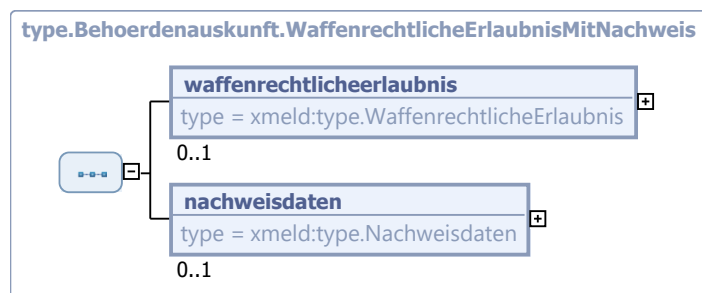 type.Behoerdenauskunft.WaffenrechtlicheErlaubnisMitNachweis
waffenrechtlicheerlaubnis
type = xmeld:type.WaffenrechtlicheErlaubnis
0..1
nachweisdaten
type = xmeld:type.Nachweisdaten
0..1